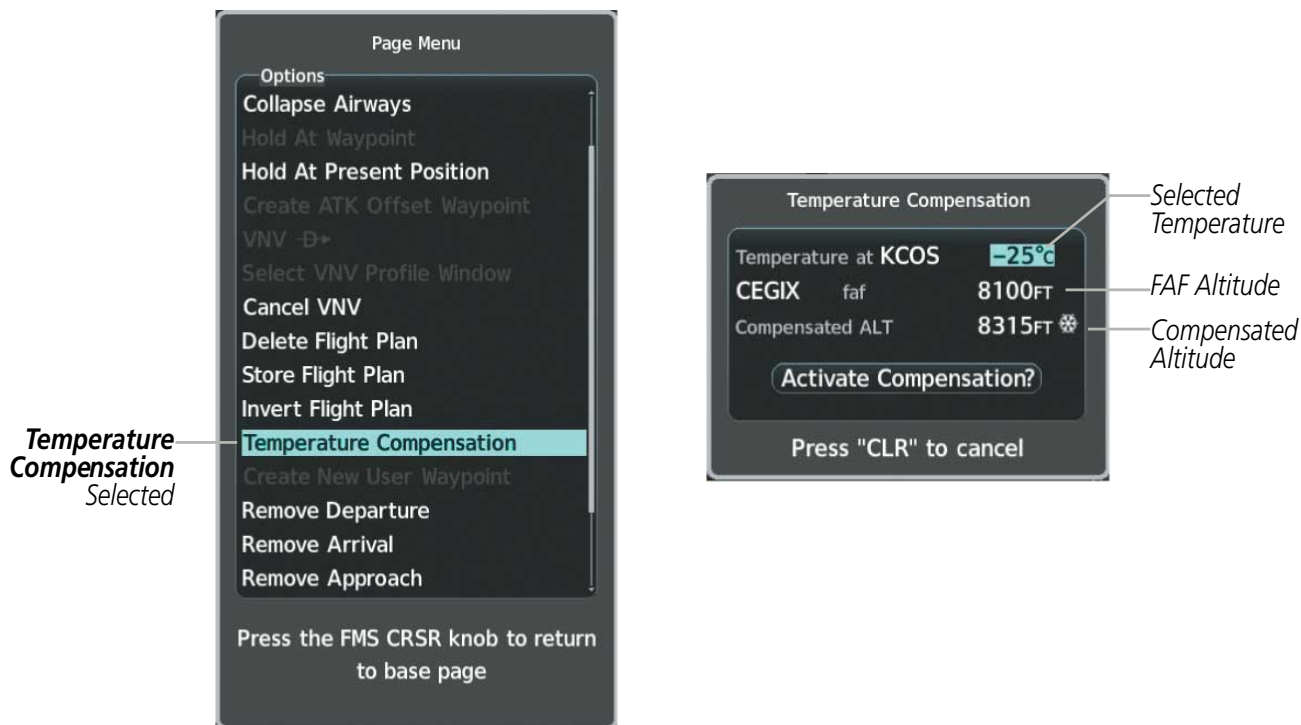 Page Menu
Options
Collapse Airways
Hold At Waypoint
Hold At Present Position
Create ATK Offset Waypoint
VNV D
Select VNV Profile Window
Cancel VNV
Delete Flight Plan
Store Flight Plan
Invert Flight Plan
Temperature Compensation
Create New User Waypoint
Remove Departure
Remove Arrival
Remove Approach
Press the FMS CRSR knob to return
to base page
Temperature
Compensation
Selected
Temperature Compensation
Temperature at KCOS -25°C
CEGIX faf 8100FT
Compensated ALT 8315FT
Activate Compensation?
Press "CLR" to cancel
Selected
Temperature
FAF Altitude
Compensated
Altitude